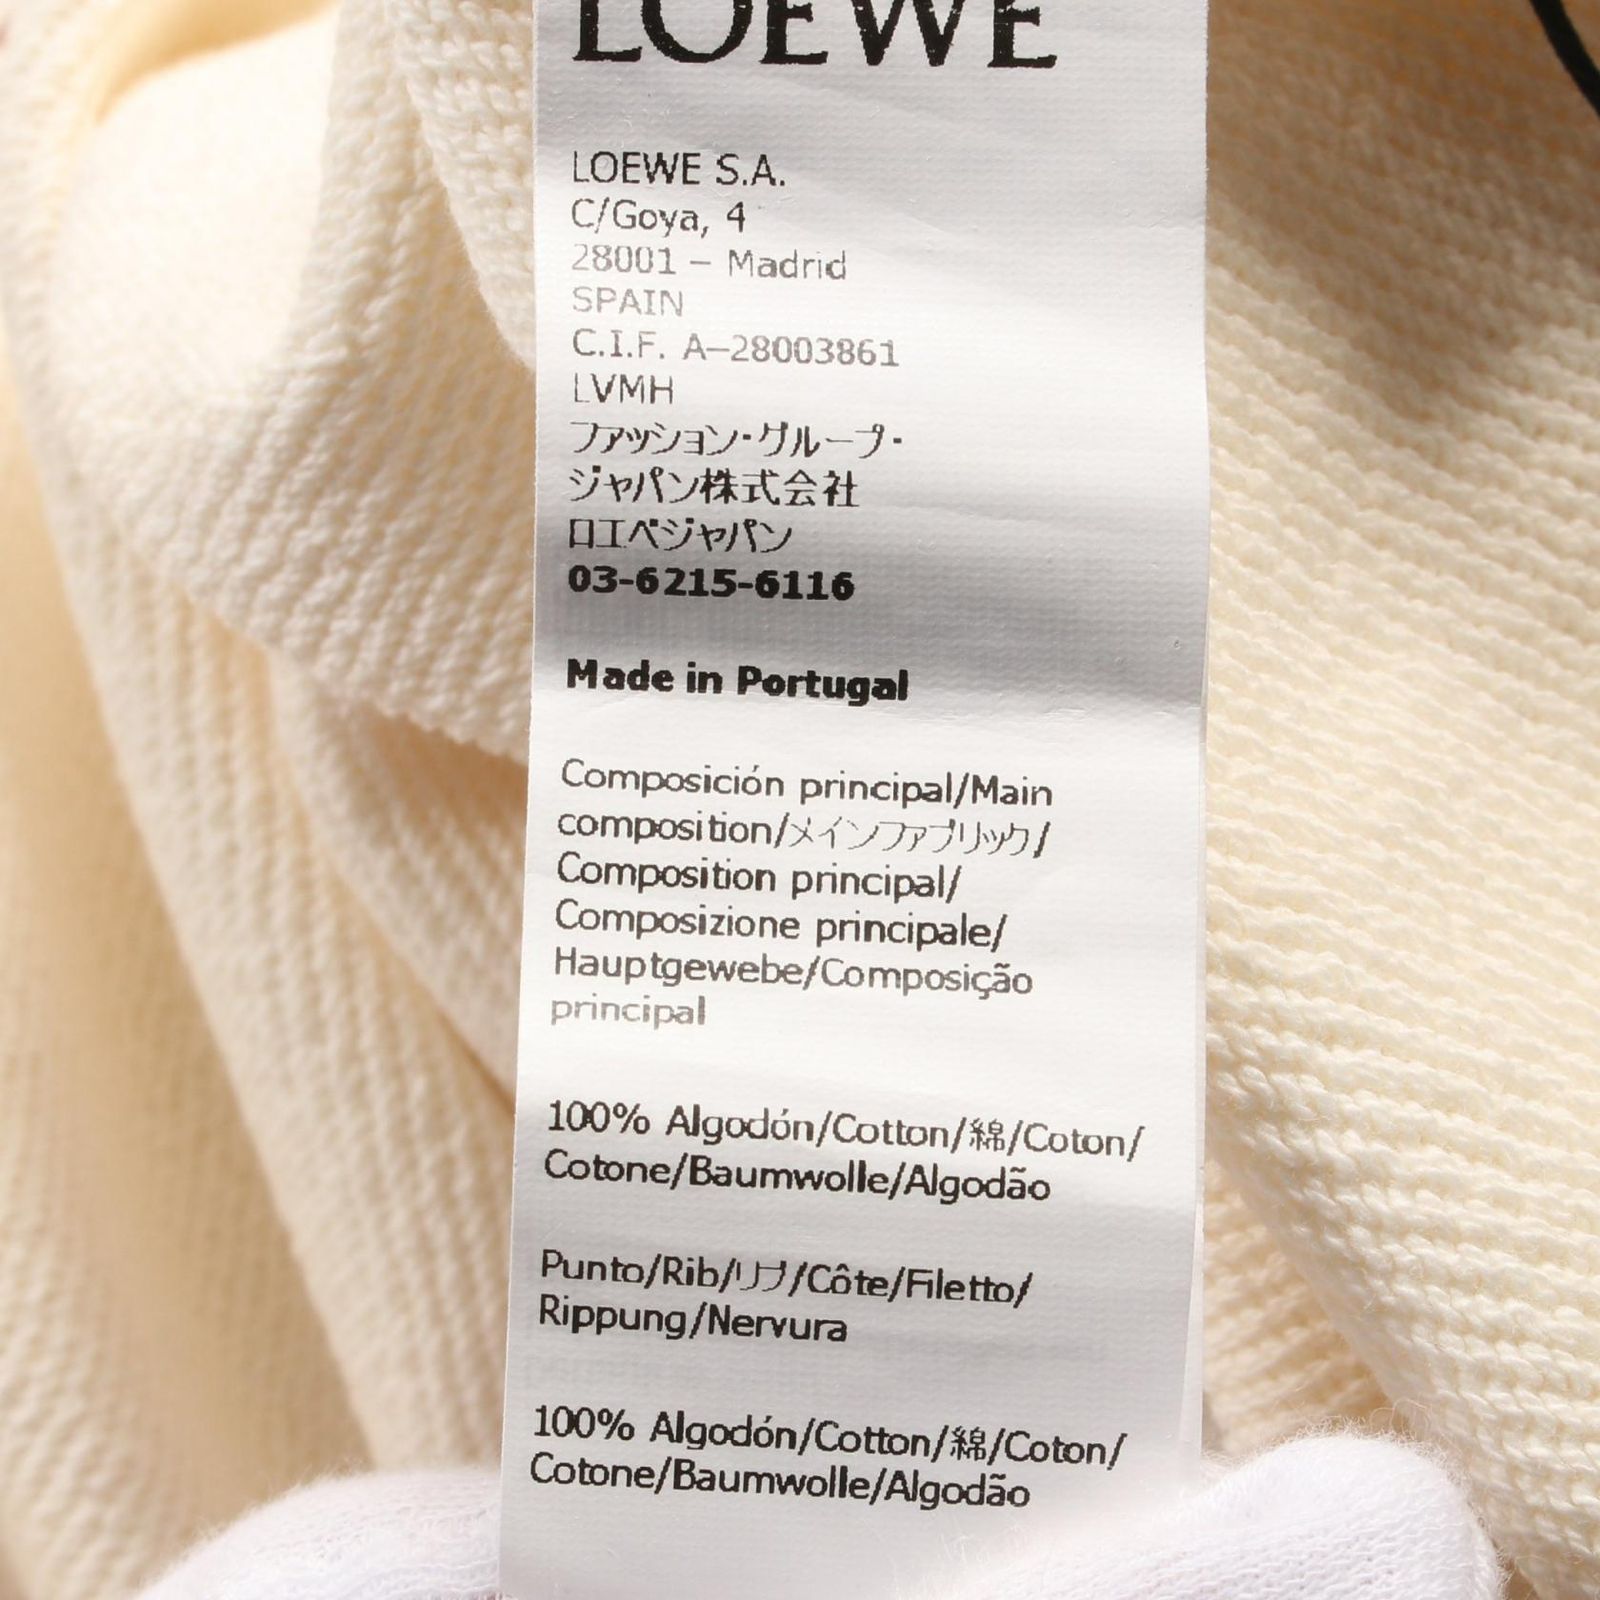 LOEWE
LOEWE S.A.
C/Goya, 4
28001 – Madrid
SPAIN
C.I.F. A–28003861
LVMH
ファッション・グループ・
ジャパン株式会社
ロエベジャパン
03-6215-6116
Made in Portugal
Composición principal/Main
composition/メインファブリック/
Composition principal/
Composizione principale/
Hauptgewebe/Composição
principal
100% Algodón/Cotton/綿/Coton/
Cotone/Baumwolle/Algodão
Punto/Rib/リブ/Côte/Filetto/
Rippung/Nervura
100% Algodón/Cotton/綿/Coton/
Cotone/Baumwolle/Algodão